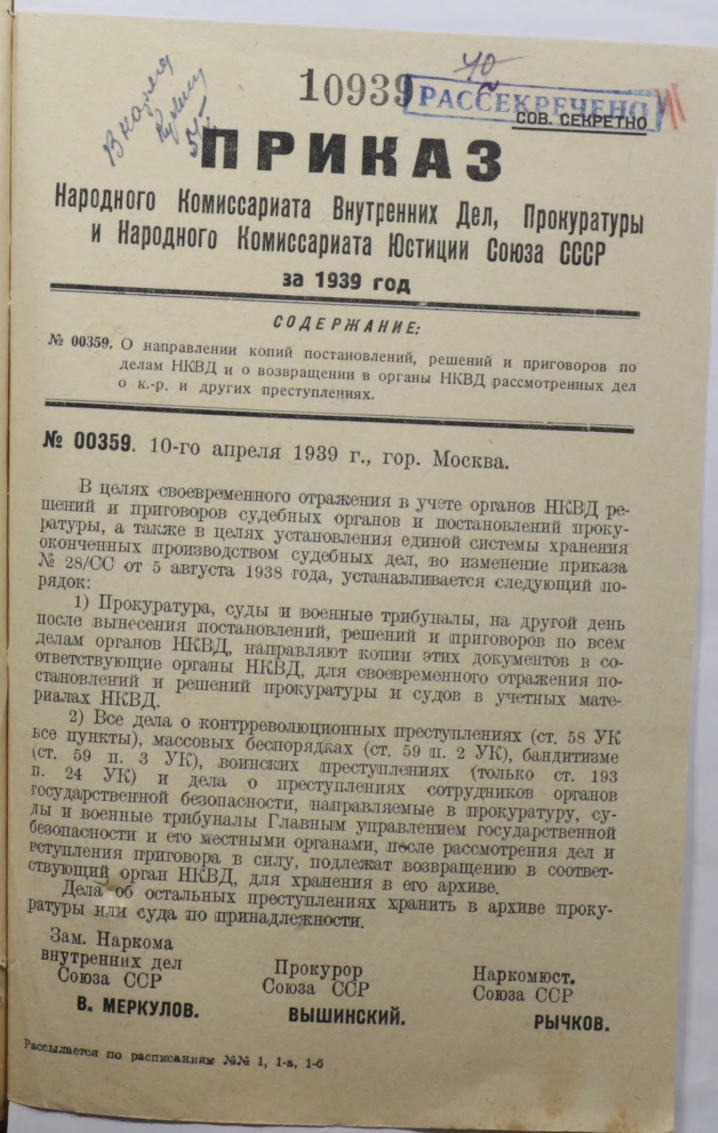 10939
40
РАССЕКРЕЧЕНО
СОВ. СЕКРЕТНО
ПРИКАЗ
Народного Комиссариата Внутренних Дел, Прокуратуры
и Народного Комиссариата Юстиции Союза СССР
за 1939 год
СОДЕРЖАНИЕ:
№ 00359. О направлении копий постановлений, решений и приговоров по
делам НКВД и о возвращении в органы НКВД рассмотренных дел
о к.-р. и других преступлениях.
№ 00359. 10-го апреля 1939 г., гор. Москва.
В целях своевременного отражения в учете органов НКВД ре-
шений и приговоров судебных органов и постановлений проку-
ратуры, а также в целях установления единой системы хранения
оконченных производством судебных дел, во изменение приказа
№ 28/СС от 5 августа 1938 года, устанавливается следующий по-
рядок:
1) Прокуратура, суды и военные трибуналы, на другой день
после вынесения постановлений, решений и приговоров по всем
делам органов НКВД, направляют копии этих документов в со-
ответствующие органы НКВД, для своевременного отражения по-
становлений и решений прокуратуры и судов в учетных мате-
риалах НКВД.
2) Все дела о контрреволюционных преступлениях (ст. 58 УК
все пункты), массовых беспорядках (ст. 59 п. 2 УК), бандитизме
(ст. 59 п. 3 УК), воинских преступлениях (только ст. 193
п. 24 УК) и дела о преступлениях сотрудников органов
государственной безопасности, направляемые в прокуратуру, су-
ды и военные трибуналы Главным управлением государственной
безопасности и его местными органами, после рассмотрения дел и
вступления приговора в силу, подлежат возвращению в соответ-
ствующий орган НКВД, для хранения в его архиве.
Дела об остальных преступлениях хранить в архиве проку-
ратуры или суда по принадлежности.
Зам. Наркома
внутренних дел
Союза ССР
В. МЕРКУЛОВ.
Прокурор
Союза ССР
ВЫШИНСКИЙ.
Наркомюст.
Союза ССР
РЫЧКОВ.
Рассылается по расписаниям №№ 1, 1-а, 1-б